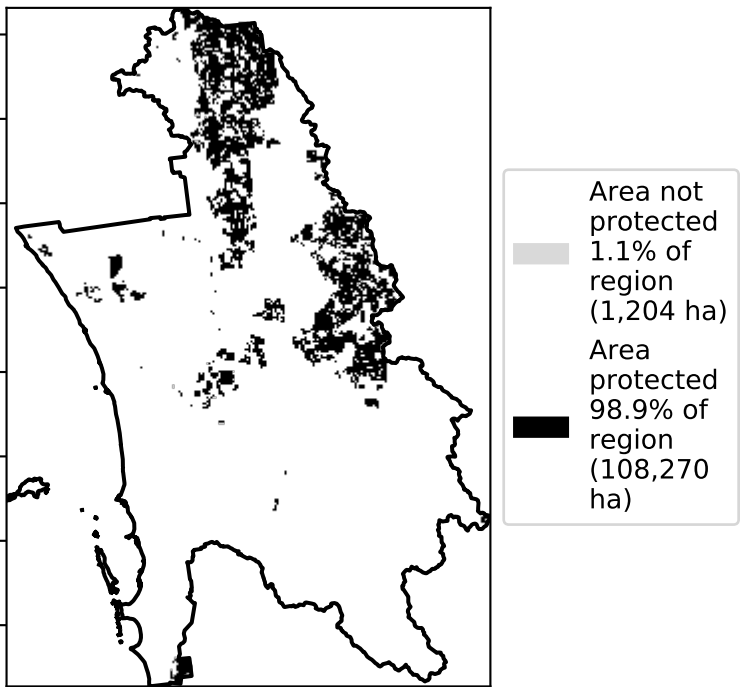 Area not
protected
1.1% of
region
(1,204 ha)
Area
protected
98.9% of
region
(108,270
ha)